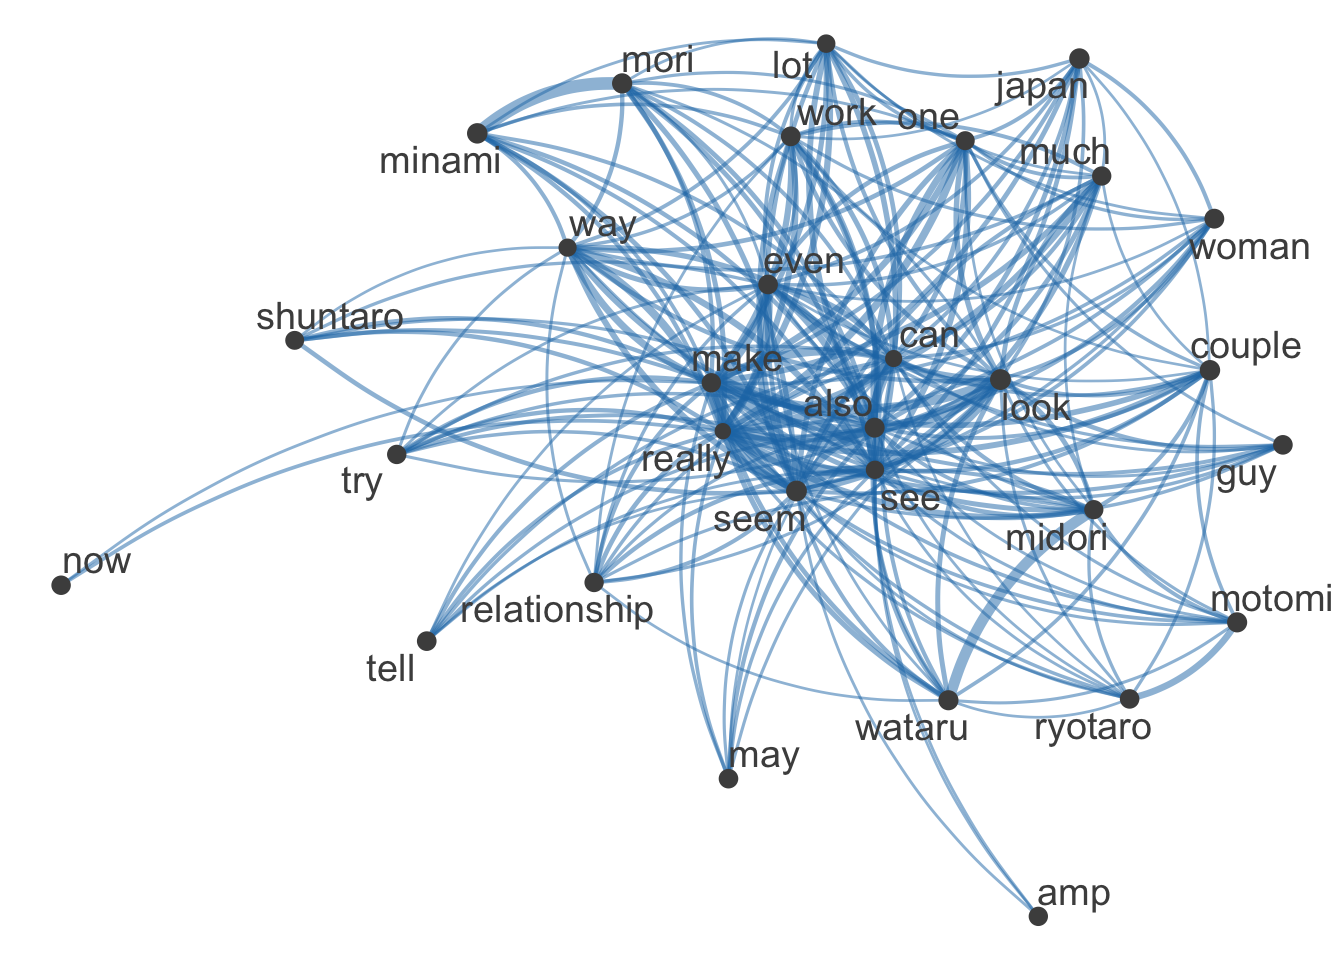 mori
lot
japan
work
one
minami
much
way
woman
even
shuntaro
can
couple
make
also
look
really
try
guy
see
seem
midori
now
relationship
motomi
tell
wataru
ryotaro
may
amp